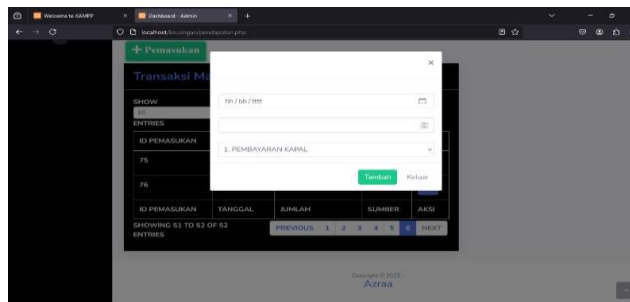 Welcome to XAMPP
Dashboard - Admin
localhost/keuangan/pendapatan.php
+ Pemasukan
Transaksi Ma
SHOW
10
ENTRIES
ID PEMASUKAN
75
76
hh / bb / tttt
1. PEMBAYARAN KAPAL
Tambah Keluar
ID PEMASUKAN TANGGAL JUMLAH SUMBER AKSI
SHOWING 51 TO 52 OF 52
ENTRIES
PREVIOUS 1 2 3 4 5 6 NEXT
Copyright © 2023 -
Azraa